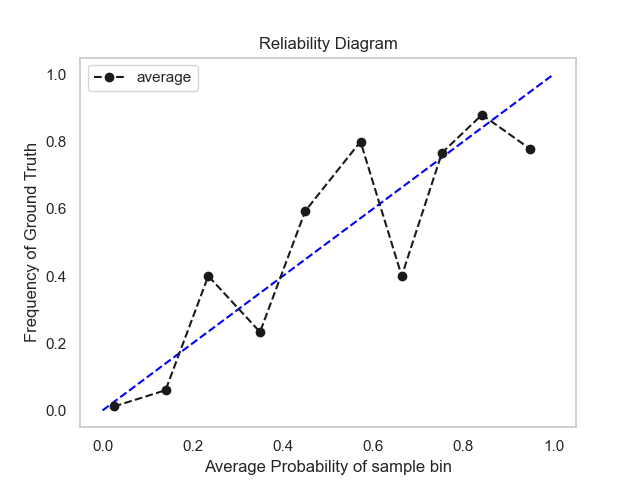 Reliability Diagram
average
Frequency of Ground Truth
1.0
0.8
0.6
0.4
0.2
0.0
0.0 0.2 0.4 0.6 0.8 1.0
Average Probability of sample bin